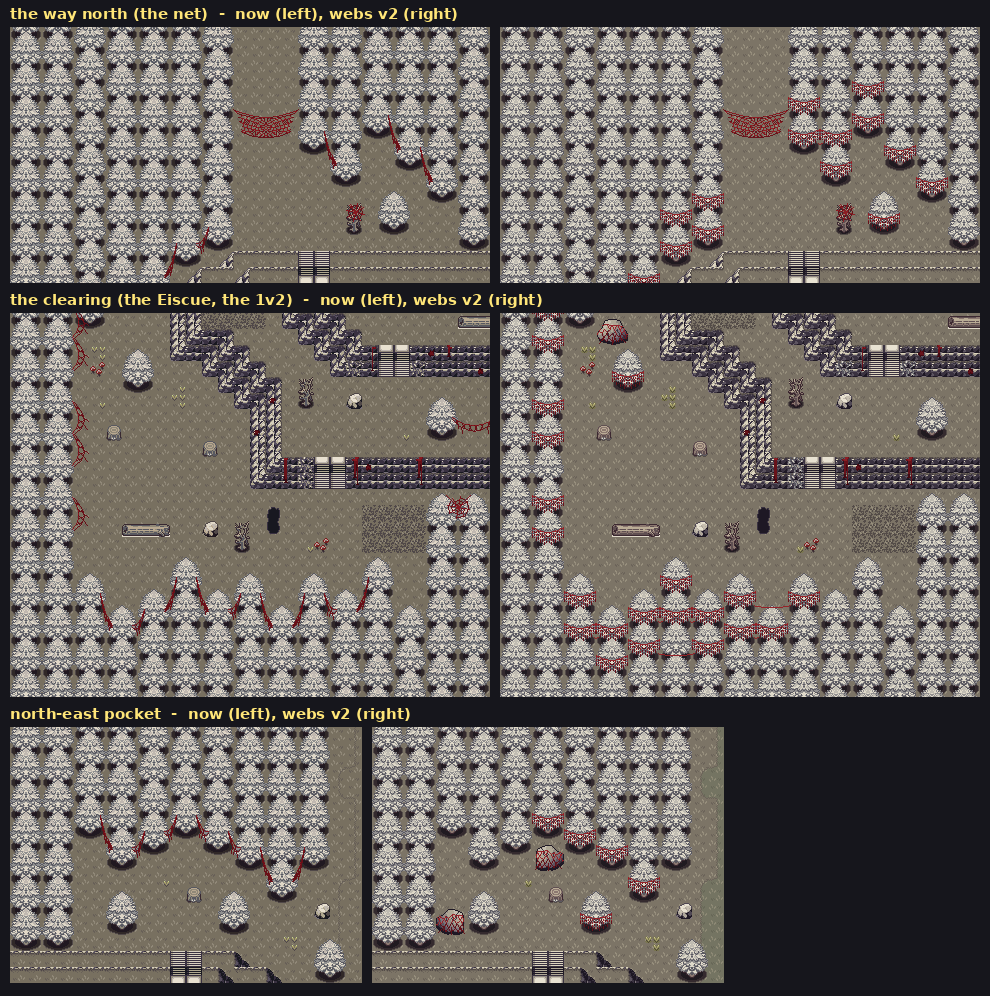 the way north (the net)  -  now (left), webs v2 (right)
the clearing (the Eiscue, the 1v2)  -  now (left), webs v2 (right)
north-east pocket  -  now (left), webs v2 (right)